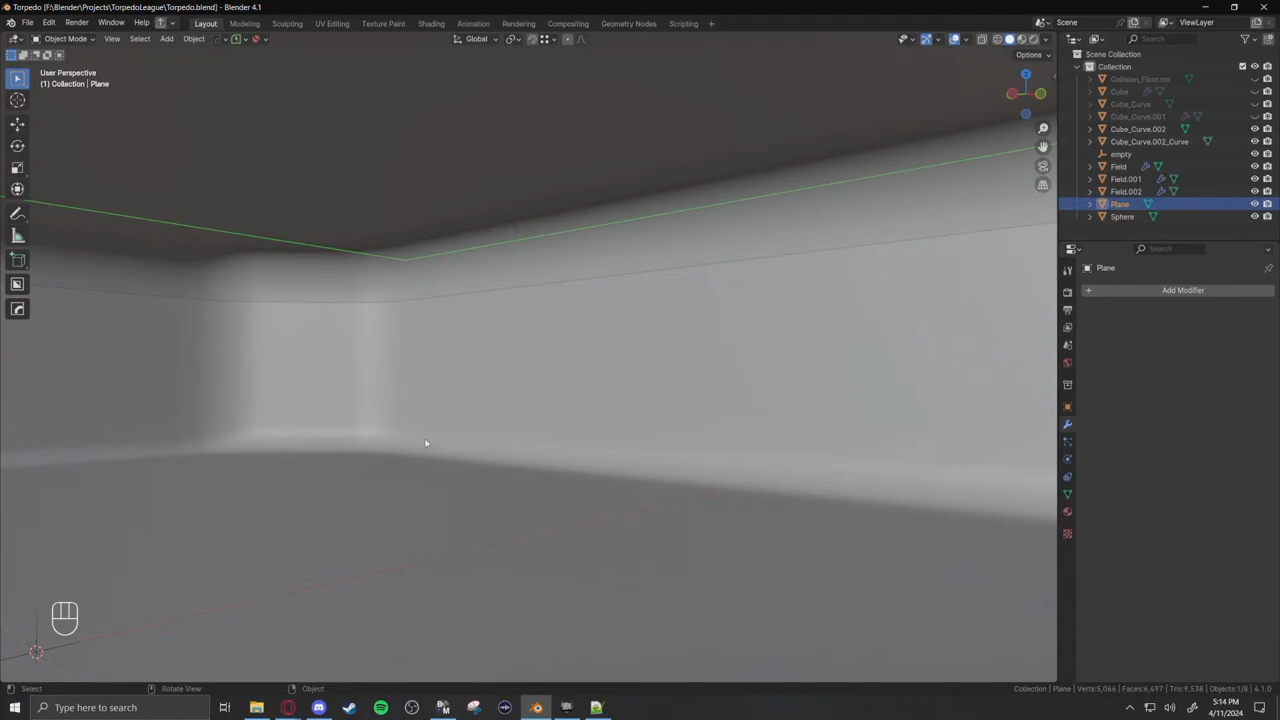 Torpedo [F:\Blender\Projects\TorpedoLeague\Torpedo.blend] - Blender 4.1
File Edit Render Window Help
Layout Modeling Sculpting UV Editing Texture Paint Shading Animation Rendering Compositing Geometry Nodes Scripting +
Scene
ViewLayer
Object Mode View Select Add Object
Global
Search
Options
User Perspective
(1) Collection | Plane
Z
Scene Collection
Collection
Collision_Floor.no
Cube
Cube_Curve
Cube_Curve.001
Cube_Curve.002
Cube_Curve.002_Curve
empty
Field
Field.001
Field.002
Plane
Sphere
Search
Plane
+ Add Modifier
Select Rotate View Object
Collection | Plane Verts:5,066 | Faces:6,497 | Tris:9,538 | Objects:1/8 | 4.1.0
Type here to search
5:14 PM
4/11/2024